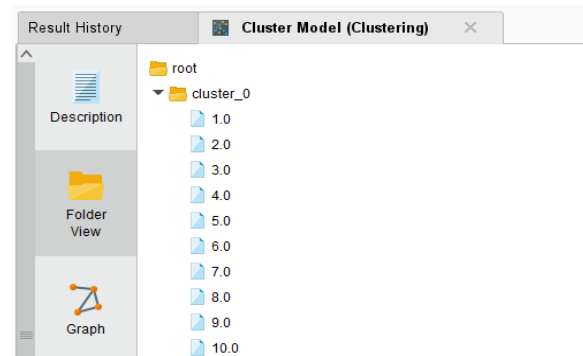 Result History
Cluster Model (Clustering)
Description
Folder
View
Graph
root
cluster_0
1.0
2.0
3.0
4.0
5.0
6.0
7.0
8.0
9.0
10.0